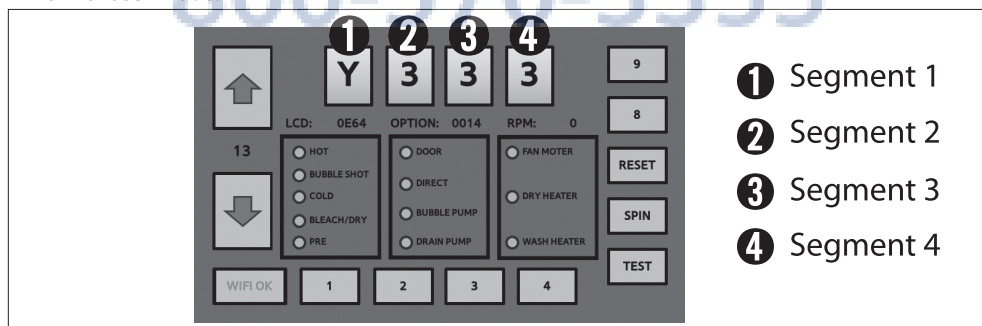 1 2 3 4
Y 3 3 3
9
8
LCD: 0E64 OPTION: 0014 RPM: 0
13
HOT DOOR FAN MOTER
BUBBLE SHOT DIRECT
COLD DRY HEATER
BLEACH/DRY BUBBLE PUMP
PRE DRAIN PUMP WASH HEATER
RESET
SPIN
TEST
WIFI OK 1 2 3 4
1 Segment 1
2 Segment 2
3 Segment 3
4 Segment 4